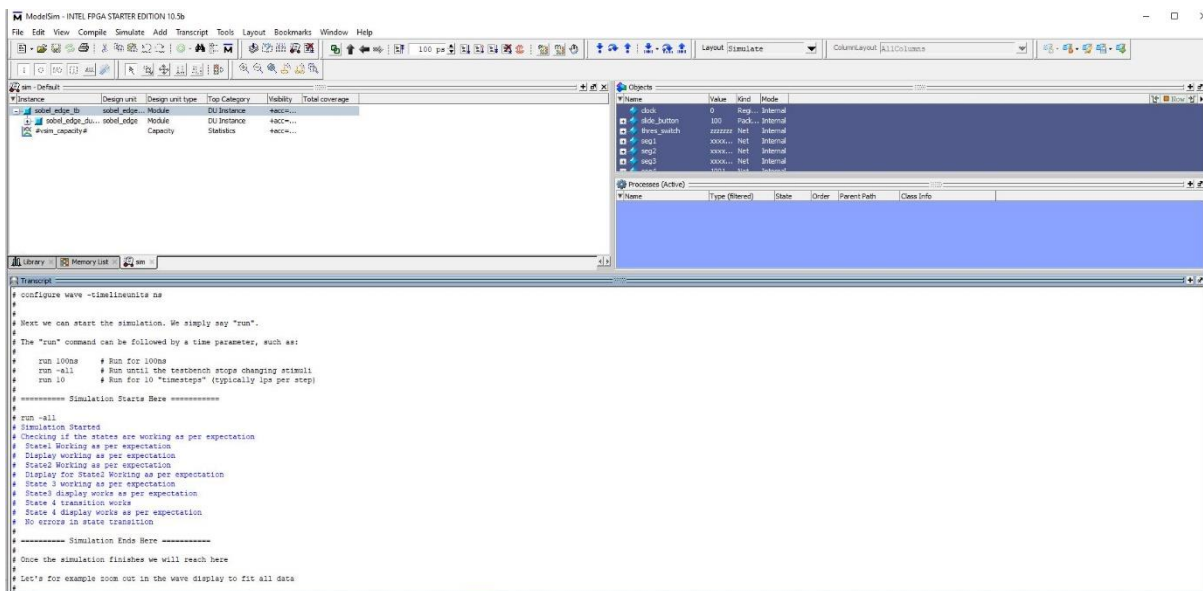 ModelSim - INTEL FPGA STARTER EDITION 10.5b
File Edit View Compile Simulate Add Transcript Tools Layout Bookmarks Window Help
100 ps
Layout Simulate
ColumnLayout AllColumns
sim - Default
Instance Design unit Design unit type Top Category Visibility Total coverage
sobel_edge_tb sobel_edge... Module DU Instance +acc=...
sobel_edge_du... sobel_edge Module DU Instance +acc=...
#vsim_capacity# Capacity Statistics +acc=...
Library Memory List sim
Objects
Name Value Kind Mode
clock 0 Regi... Internal
slide_button 100 Pack... Internal
thres_switch zzzzzzz Net Internal
seg1 xxxx... Net Internal
seg2 xxxx... Net Internal
seg3 xxxx... Net Internal
Now
Processes (Active)
Name Type (filtered) State Order Parent Path Class Info
Transcript
# configure wave -timelineunits ns
#
#
# Next we can start the simulation. We simply say "run".
#
# The "run" command can be followed by a time parameter, such as:
#
# run 100ns # Run for 100ns
# run -all # Run until the testbench stops changing stimuli
# run 10 # Run for 10 "timesteps" (typically 1ps per step)
#
# ========== Simulation Starts Here ===========
#
# run -all
# Simulation Started
# Checking if the states are working as per expectation
# State1 Working as per expectation
# Display working as per expectation
# State2 Working as per expectation
# Display for State2 Working as per expectation
# State 3 working as per expectation
# State3 display works as per expectation
# State 4 transition works
# State 4 display works as per expectation
# No errors in state transition
#
# ========== Simulation Ends Here ===========
#
# Once the simulation finishes we will reach here
#
# Let's for example zoom out in the wave display to fit all data
#